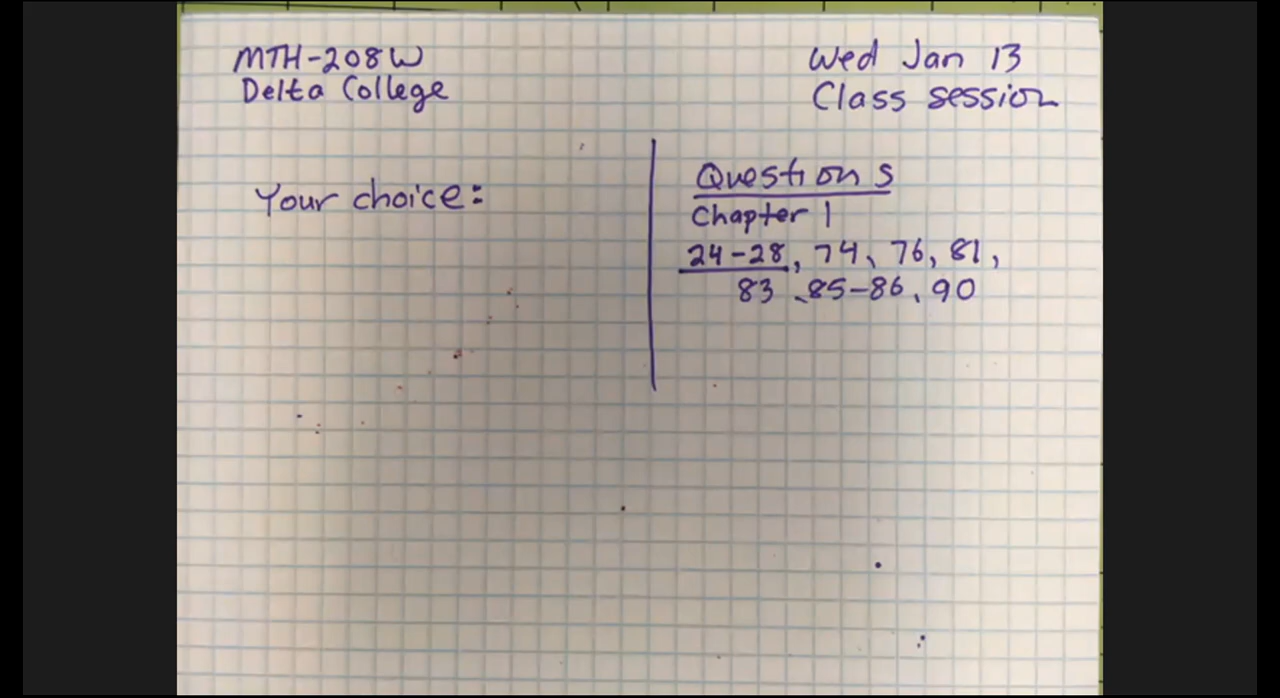 MTH-208W
Delta College
Wed Jan 13
Class session
Your choice:
Questions
Chapter 1
24-28, 74, 76, 81,
83, 85-86, 90